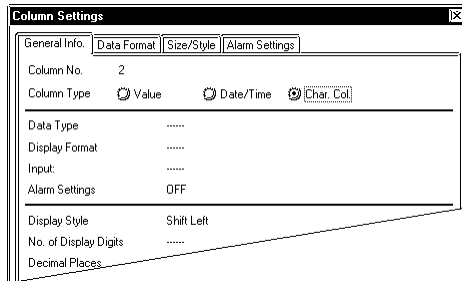 Column Settings
General Info. Data Format Size/Style Alarm Settings
Column No. 2
Column Type Value Date/Time Char. Col.
Data Type ------
Display Format ------
Input: ------
Alarm Settings OFF
Display Style Shift Left
No. of Display Digits ------
Decimal Places